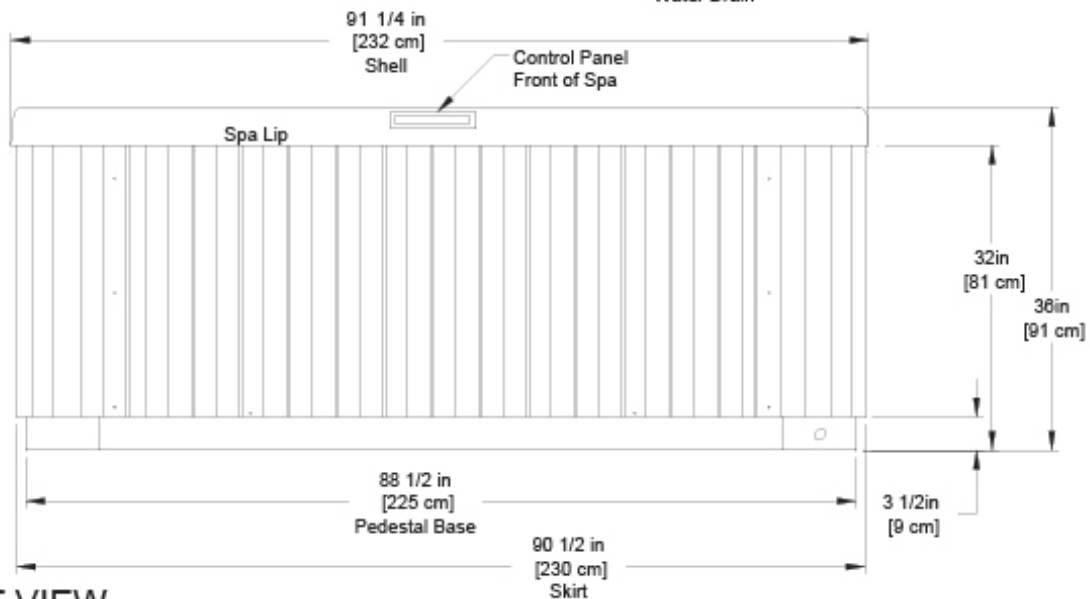 91 1/4 in
[232 cm]
Shell
Control Panel
Front of Spa
Spa Lip
32in
[81 cm]
36in
[91 cm]
88 1/2 in
[225 cm]
Pedestal Base
3 1/2in
[9 cm]
90 1/2 in
[230 cm]
Skirt
VIEW